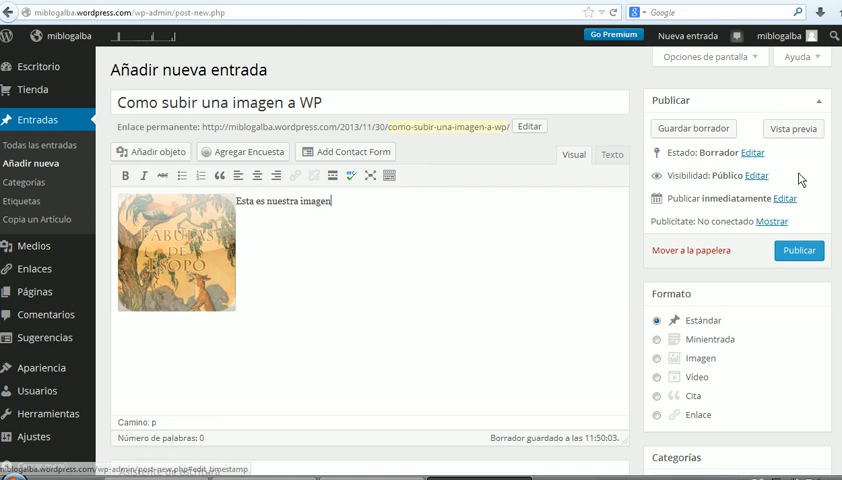 miblogalba.wordpress.com/wp-admin/post-new.php
Google
miblogalba
Go Premium
Nueva entrada
miblogalba
Escritorio
Tienda
Entradas
Todas las entradas
Añadir nueva
Categorías
Etiquetas
Copia un Artículo
Medios
Enlaces
Páginas
Comentarios
Sugerencias
Apariencia
Usuarios
Herramientas
Ajustes
Opciones de pantalla
Ayuda
Añadir nueva entrada
Como subir una imagen a WP
Enlace permanente: http://miblogalba.wordpress.com/2013/11/30/como-subir-una-imagen-a-wp/ Editar
Añadir objeto
Agregar Encuesta
Add Contact Form
Visual
Texto
B I ABC
FABULAS
DE
ESOPO
Esta es nuestra imagen
Camino: p
Número de palabras: 0
Borrador guardado a las 11:50:03.
Publicar
Guardar borrador
Vista previa
Estado: Borrador Editar
Visibilidad: Público Editar
Publicar inmediatamente Editar
Publicítate: No conectado Mostrar
Mover a la papelera
Publicar
Formato
Estándar
Minientrada
Imagen
Vídeo
Cita
Enlace
Categorías
miblogalba.wordpress.com/wp-admin/post-new.php#edit_timestamp